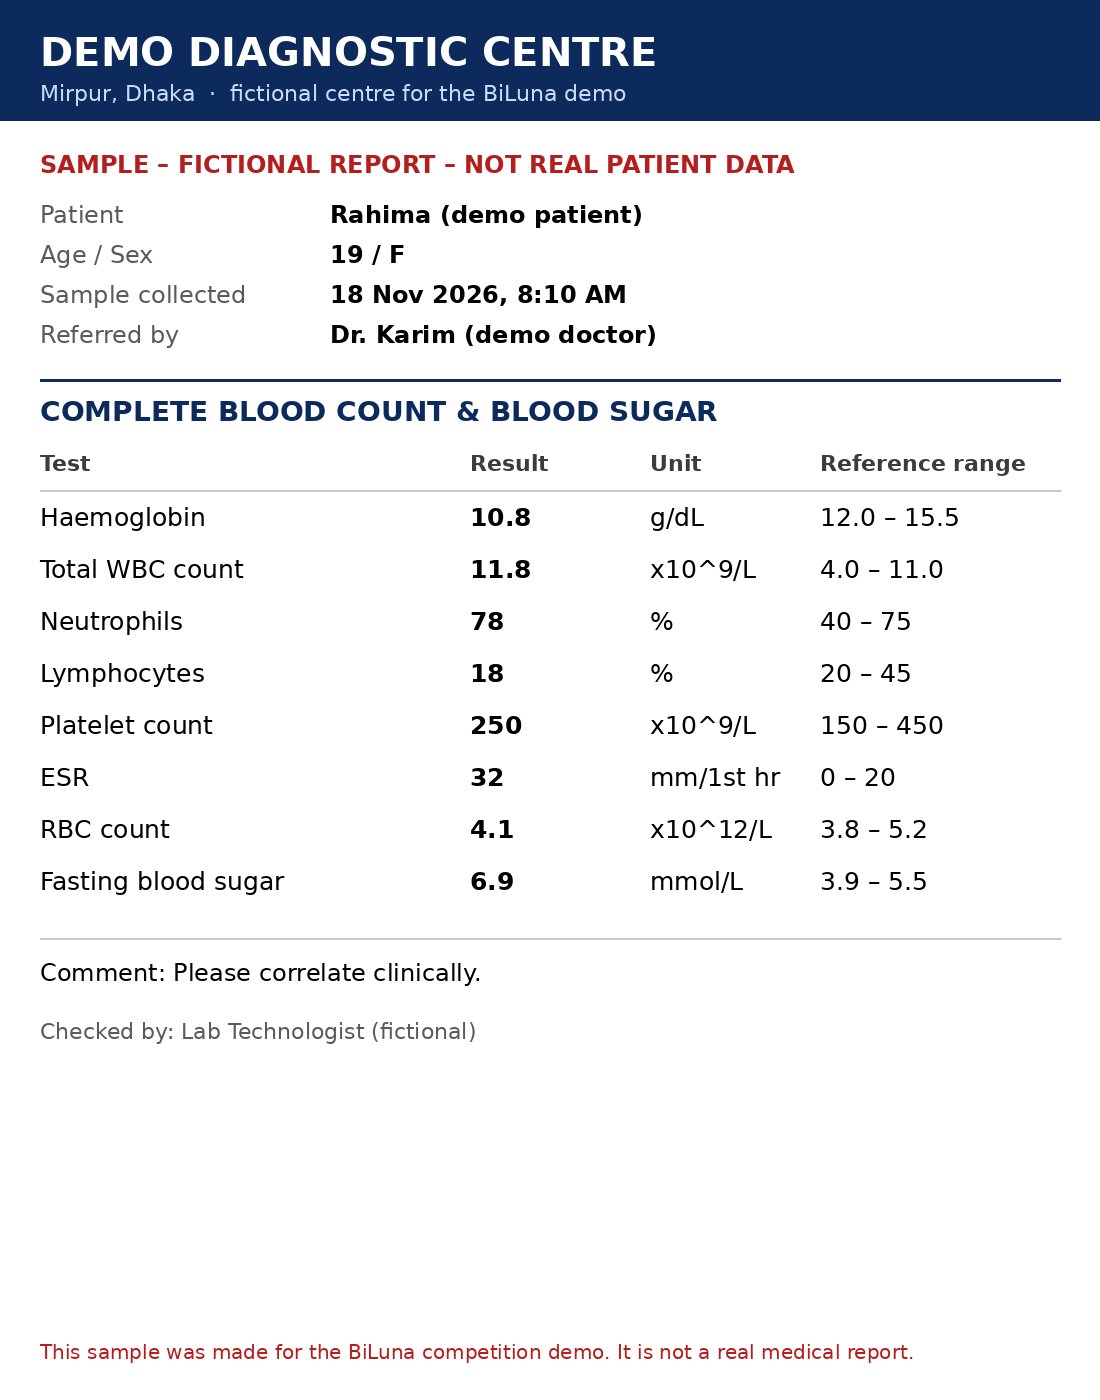 DEMO DIAGNOSTIC CENTRE
Mirpur, Dhaka · fictional centre for the BiLuna demo
SAMPLE – FICTIONAL REPORT – NOT REAL PATIENT DATA
Patient Rahima (demo patient)
Age / Sex 19 / F
Sample collected 18 Nov 2026, 8:10 AM
Referred by Dr. Karim (demo doctor)
COMPLETE BLOOD COUNT & BLOOD SUGAR
Test Result Unit Reference range
Haemoglobin 10.8 g/dL 12.0 – 15.5
Total WBC count 11.8 x10^9/L 4.0 – 11.0
Neutrophils 78 % 40 – 75
Lymphocytes 18 % 20 – 45
Platelet count 250 x10^9/L 150 – 450
ESR 32 mm/1st hr 0 – 20
RBC count 4.1 x10^12/L 3.8 – 5.2
Fasting blood sugar 6.9 mmol/L 3.9 – 5.5
Comment: Please correlate clinically.
Checked by: Lab Technologist (fictional)
This sample was made for the BiLuna competition demo. It is not a real medical report.